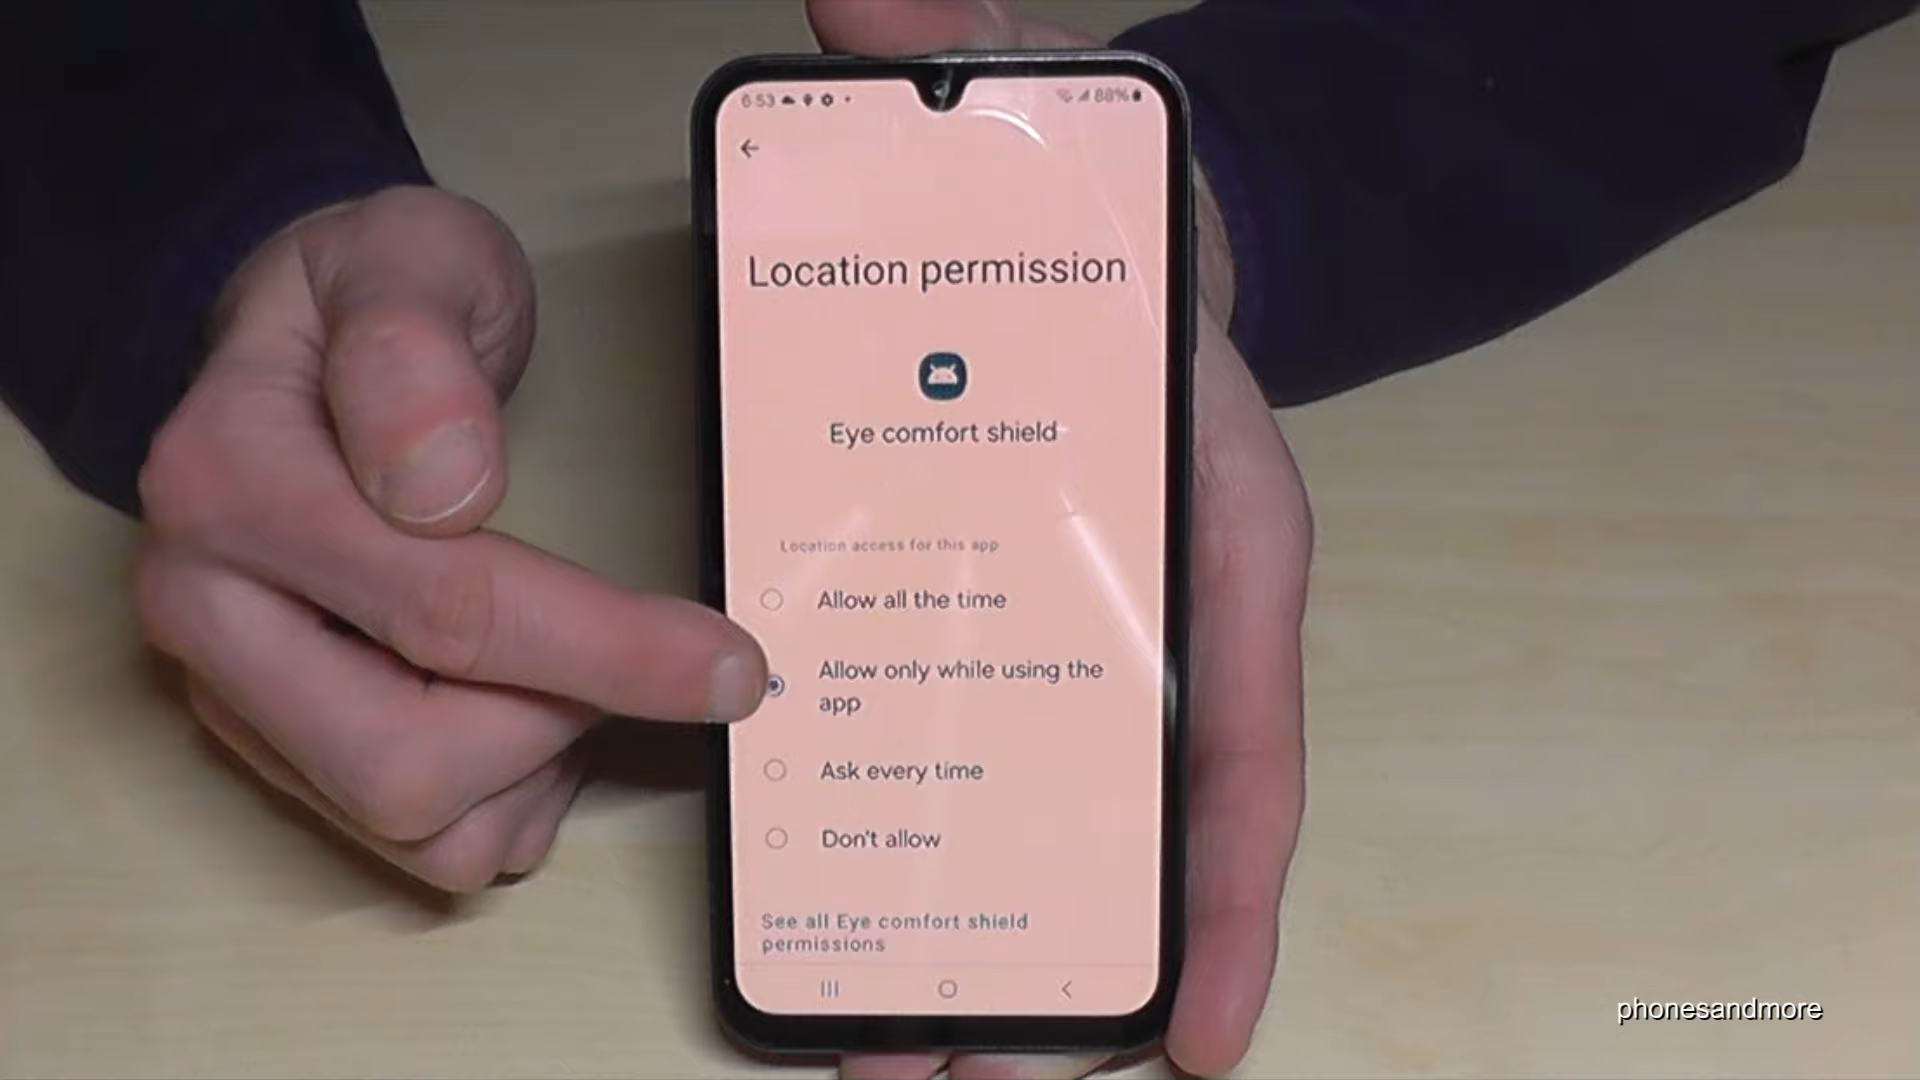 6:53
88%
Location permission
Eye comfort shield
Location access for this app
Allow all the time
Allow only while using the
app
Ask every time
Don't allow
See all Eye comfort shield
permissions
phonesandmore